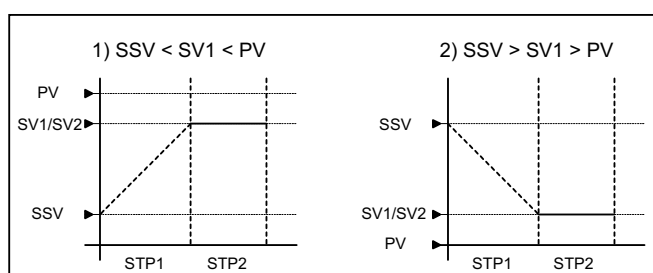 1) SSV < SV1 < PV
PV
SV1/SV2
SSV
STP1 STP2
2) SSV > SV1 > PV
SSV
SV1/SV2
PV
STP1 STP2